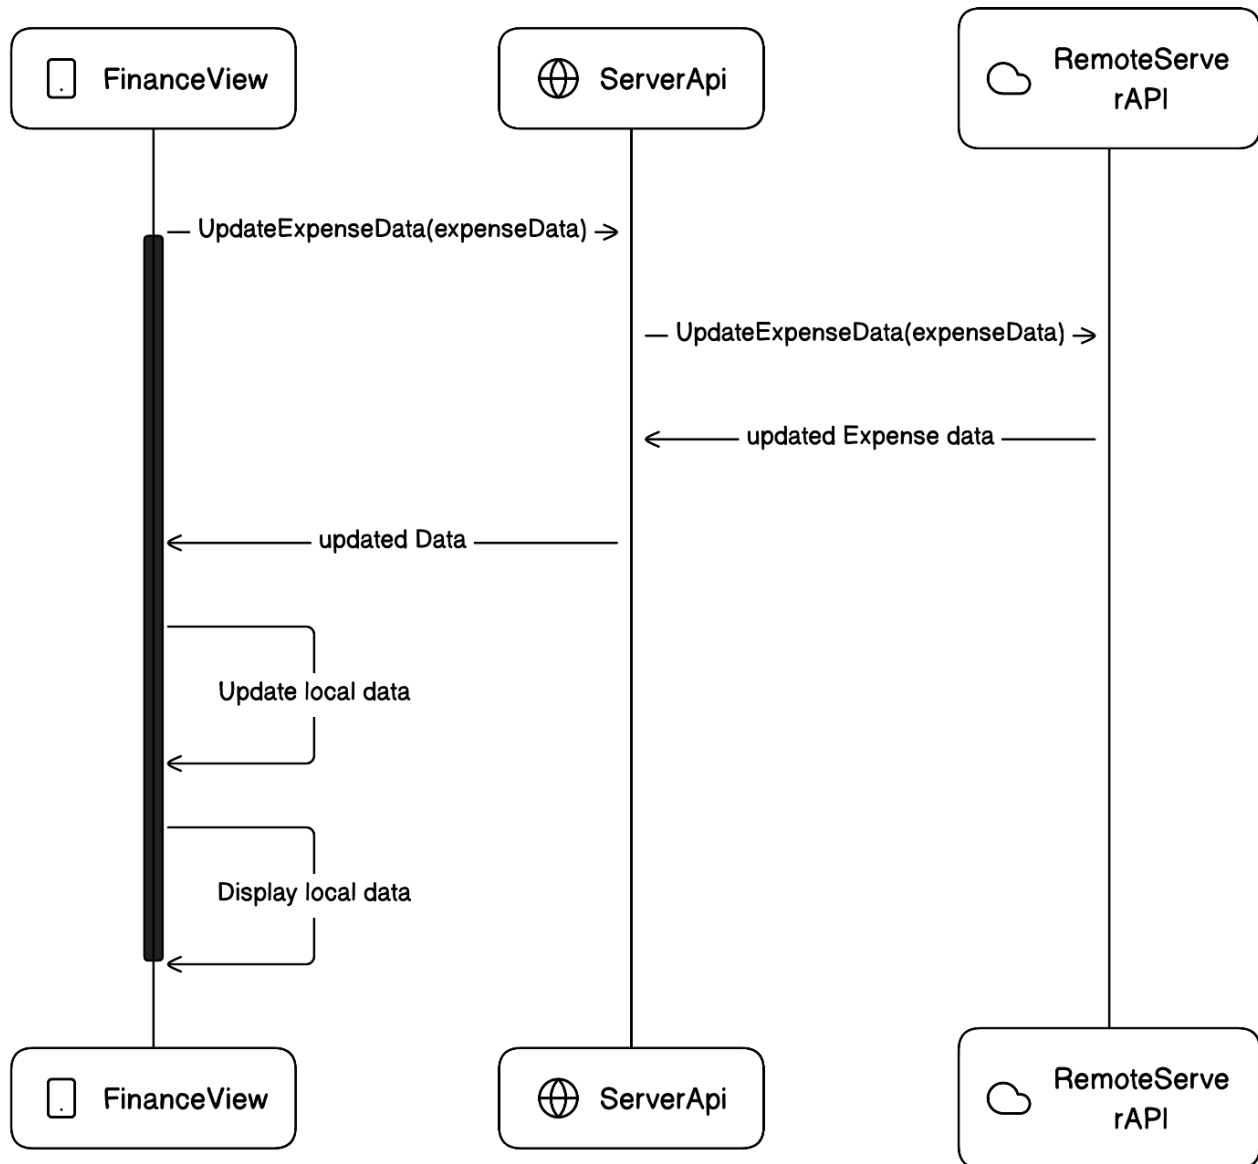 FinanceView
ServerApi
RemoteServe
rAPI
UpdateExpenseData(expenseData)
UpdateExpenseData(expenseData)
updated Expense data
updated Data
Update local data
Display local data
FinanceView
ServerApi
RemoteServe
rAPI